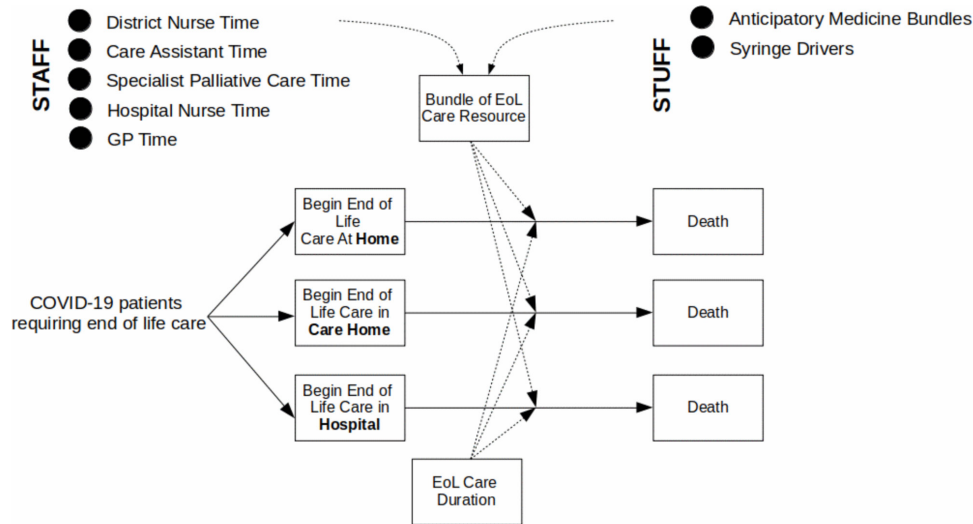 STAFF
District Nurse Time
Care Assistant Time
Specialist Palliative Care Time
Hospital Nurse Time
GP Time
STUFF
Anticipatory Medicine Bundles
Syringe Drivers
Bundle of EoL
Care Resource
Begin End of
Life
Care At Home
Death
COVID-19 patients
requiring end of life care
Begin End of
Life Care in
Care Home
Death
Begin End of
Life Care in
Hospital
Death
EoL Care
Duration